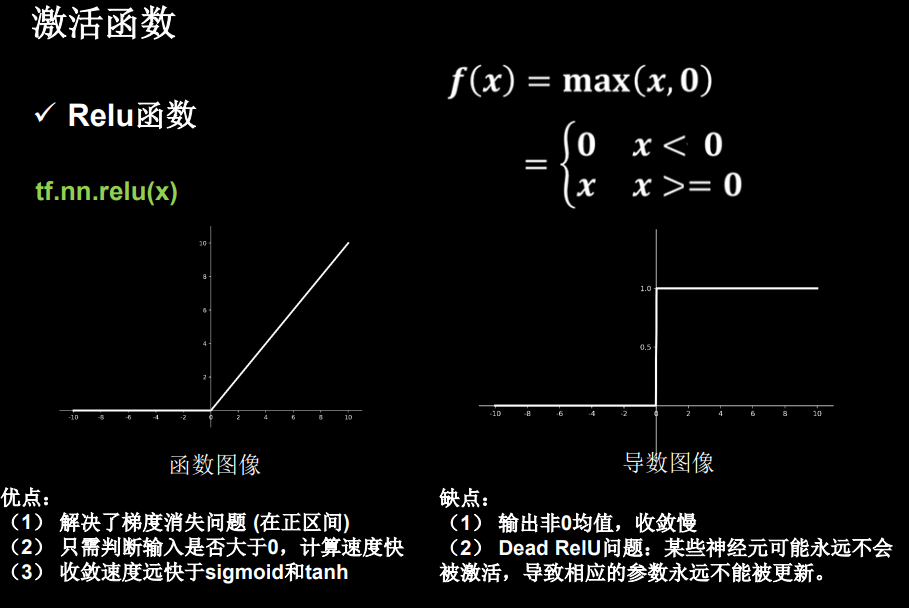 激活函数
✓ Relu函数
tf.nn.relu(x)
f(x) = max(x,0)
= { 0 x < 0
x x >= 0
10
8
6
4
2
-10 -8 -6 -4 -2 0 2 4 6 8 10
函数图像
1.0
0.5
-10 -8 -6 -4 -2 0 2 4 6 8 10
导数图像
优点：
（1） 解决了梯度消失问题 (在正区间)
（2） 只需判断输入是否大于0，计算速度快
（3） 收敛速度远快于sigmoid和tanh
缺点：
（1） 输出非0均值，收敛慢
（2） Dead RelU问题：某些神经元可能永远不会
被激活，导致相应的参数永远不能被更新。